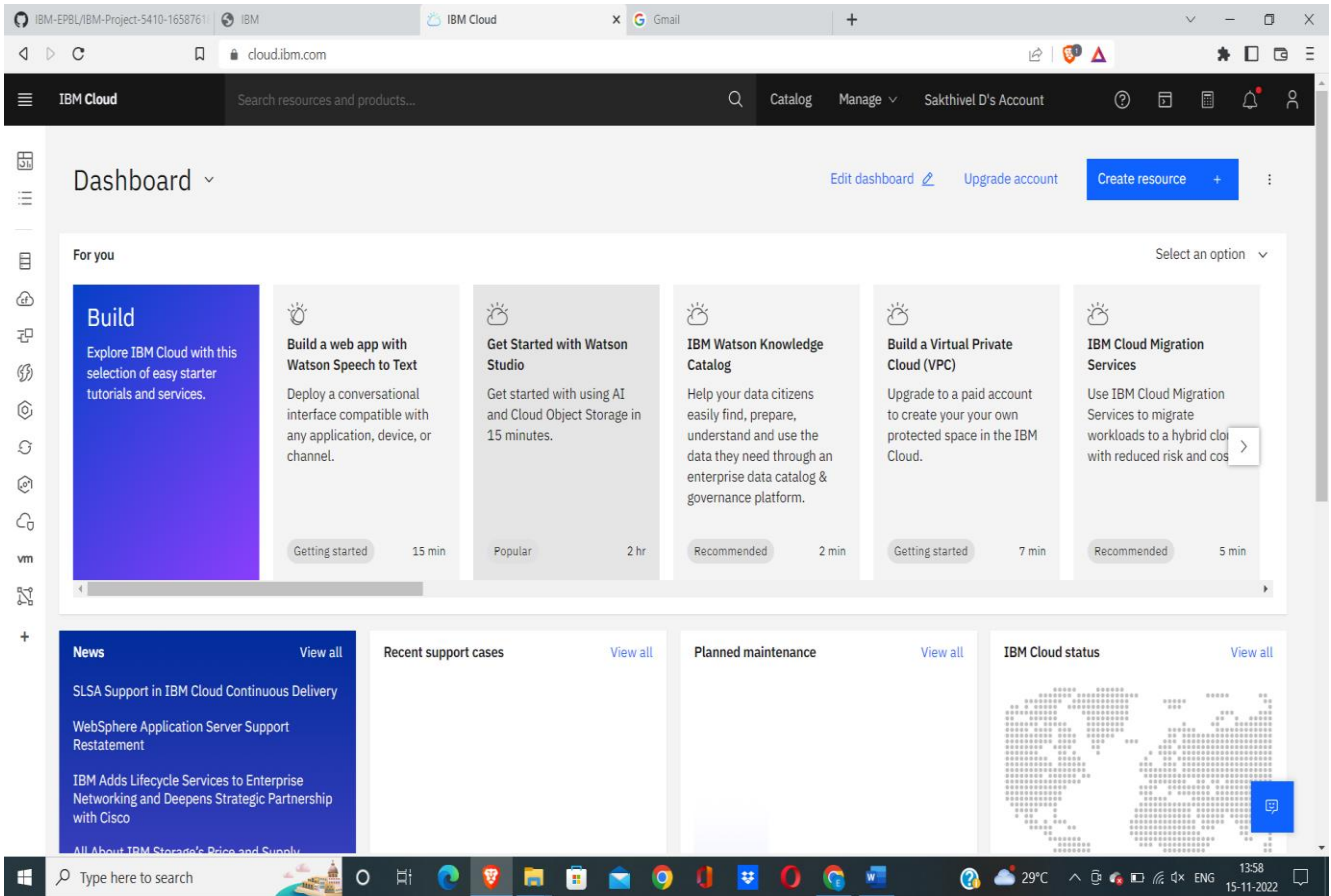 IBM-EPBL/IBM-Project-5410-1658761
IBM
IBM Cloud
Gmail
cloud.ibm.com
IBM Cloud
Search resources and products...
Catalog
Manage
Sakthivel D's Account
Dashboard
Edit dashboard
Upgrade account
Create resource +
For you
Select an option
Build
Explore IBM Cloud with this
selection of easy starter
tutorials and services.
Build a web app with
Watson Speech to Text
Deploy a conversational
interface compatible with
any application, device, or
channel.
Getting started 15 min
Get Started with Watson
Studio
Get started with using AI
and Cloud Object Storage in
15 minutes.
Popular 2 hr
IBM Watson Knowledge
Catalog
Help your data citizens
easily find, prepare,
understand and use the
data they need through an
enterprise data catalog &
governance platform.
Recommended 2 min
Build a Virtual Private
Cloud (VPC)
Upgrade to a paid account
to create your your own
protected space in the IBM
Cloud.
Getting started 7 min
IBM Cloud Migration
Services
Use IBM Cloud Migration
Services to migrate
workloads to a hybrid clo
with reduced risk and cos
Recommended 5 min
vm
News View all
SLSA Support in IBM Cloud Continuous Delivery
WebSphere Application Server Support
Restatement
IBM Adds Lifecycle Services to Enterprise
Networking and Deepens Strategic Partnership
with Cisco
All About IBM Storage's Price and Supply
Recent support cases View all
Planned maintenance View all
IBM Cloud status View all
Type here to search
29°C
ENG
13:58
15-11-2022